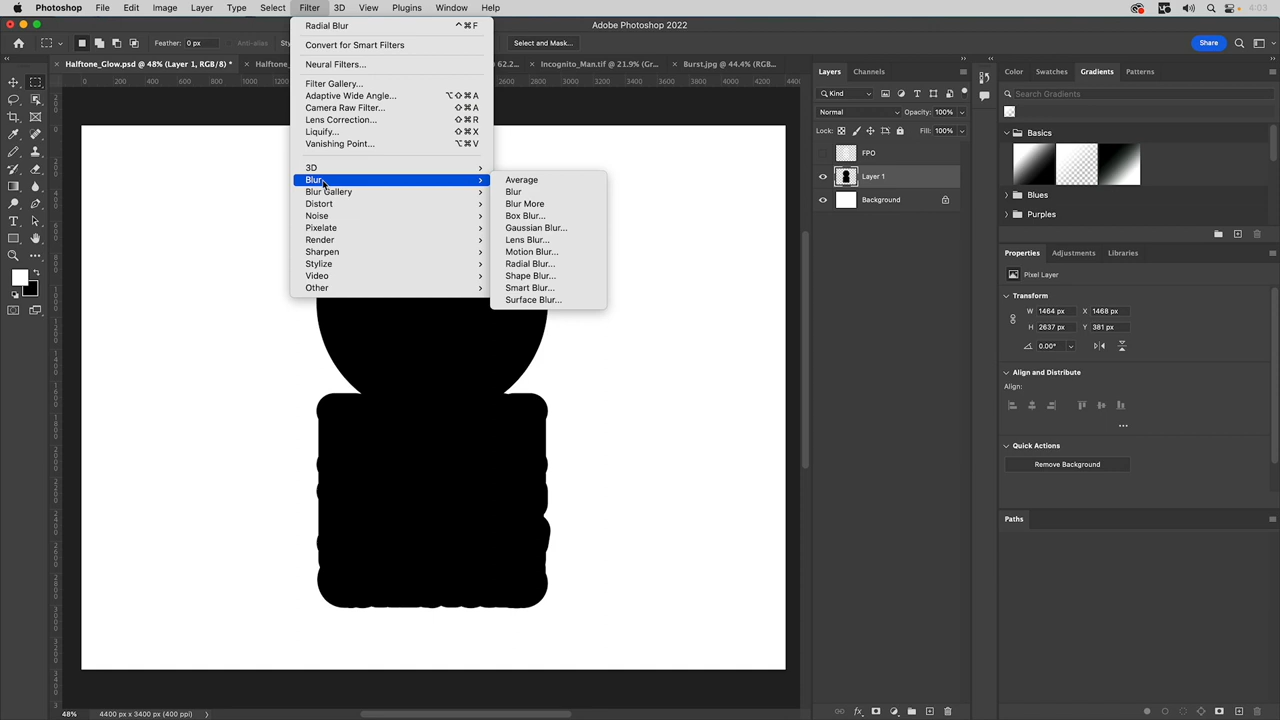 Photoshop File Edit Image Layer Type Select Filter 3D View Plugins Window Help 4:03
Adobe Photoshop 2022
Feather: 0 px Anti-alias Select and Mask... Share
Halftone_Glow.psd @ 48% (Layer 1, RGB/8) * Incognito_Man.tif @ 21.9% (Gr... Burst.jpg @ 44.4% (RGB...
Radial Blur ^⌘F
Convert for Smart Filters
Neural Filters...
Filter Gallery...
Adaptive Wide Angle... ⌥⇧⌘A
Camera Raw Filter... ⇧⌘A
Lens Correction... ⇧⌘R
Liquify... ⇧⌘X
Vanishing Point... ⌥⌘V
3D
Blur
Blur Gallery
Distort
Noise
Pixelate
Render
Sharpen
Stylize
Video
Other
Average
Blur
Blur More
Box Blur...
Gaussian Blur...
Lens Blur...
Motion Blur...
Radial Blur...
Shape Blur...
Smart Blur...
Surface Blur...
Layers Channels
Kind
Normal Opacity: 100%
Lock: Fill: 100%
FPO
Layer 1
Background
Color Swatches Gradients Patterns
Search Gradients
Basics
Blues
Purples
Properties Adjustments Libraries
Pixel Layer
Transform
W 1464 px X 1468 px
H 2637 px Y 381 px
0.00°
Align and Distribute
Align:
Quick Actions
Remove Background
Paths
48% 4400 px x 3400 px (400 ppi)